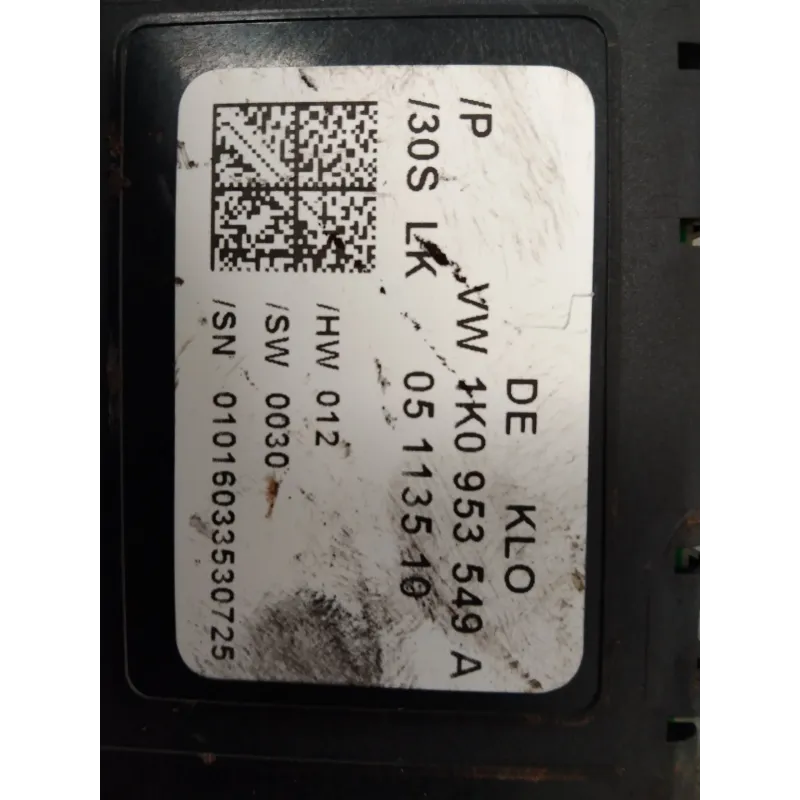 DE KLO
/P VW 1K0 953 549 A
/30S LK 05 1135 10
/HW 012
/SW 0030
/SN 01016033530725